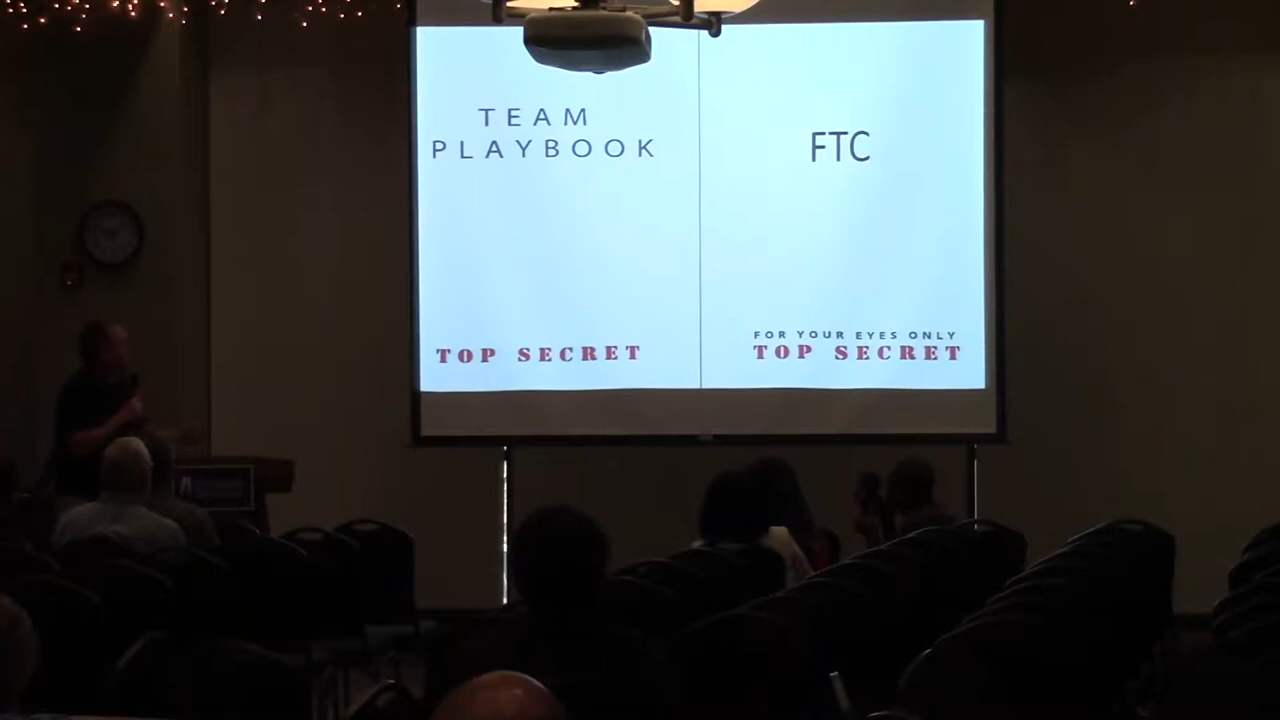 TEAM
PLAYBOOK
TOP SECRET
FTC
FOR YOUR EYES ONLY
TOP SECRET